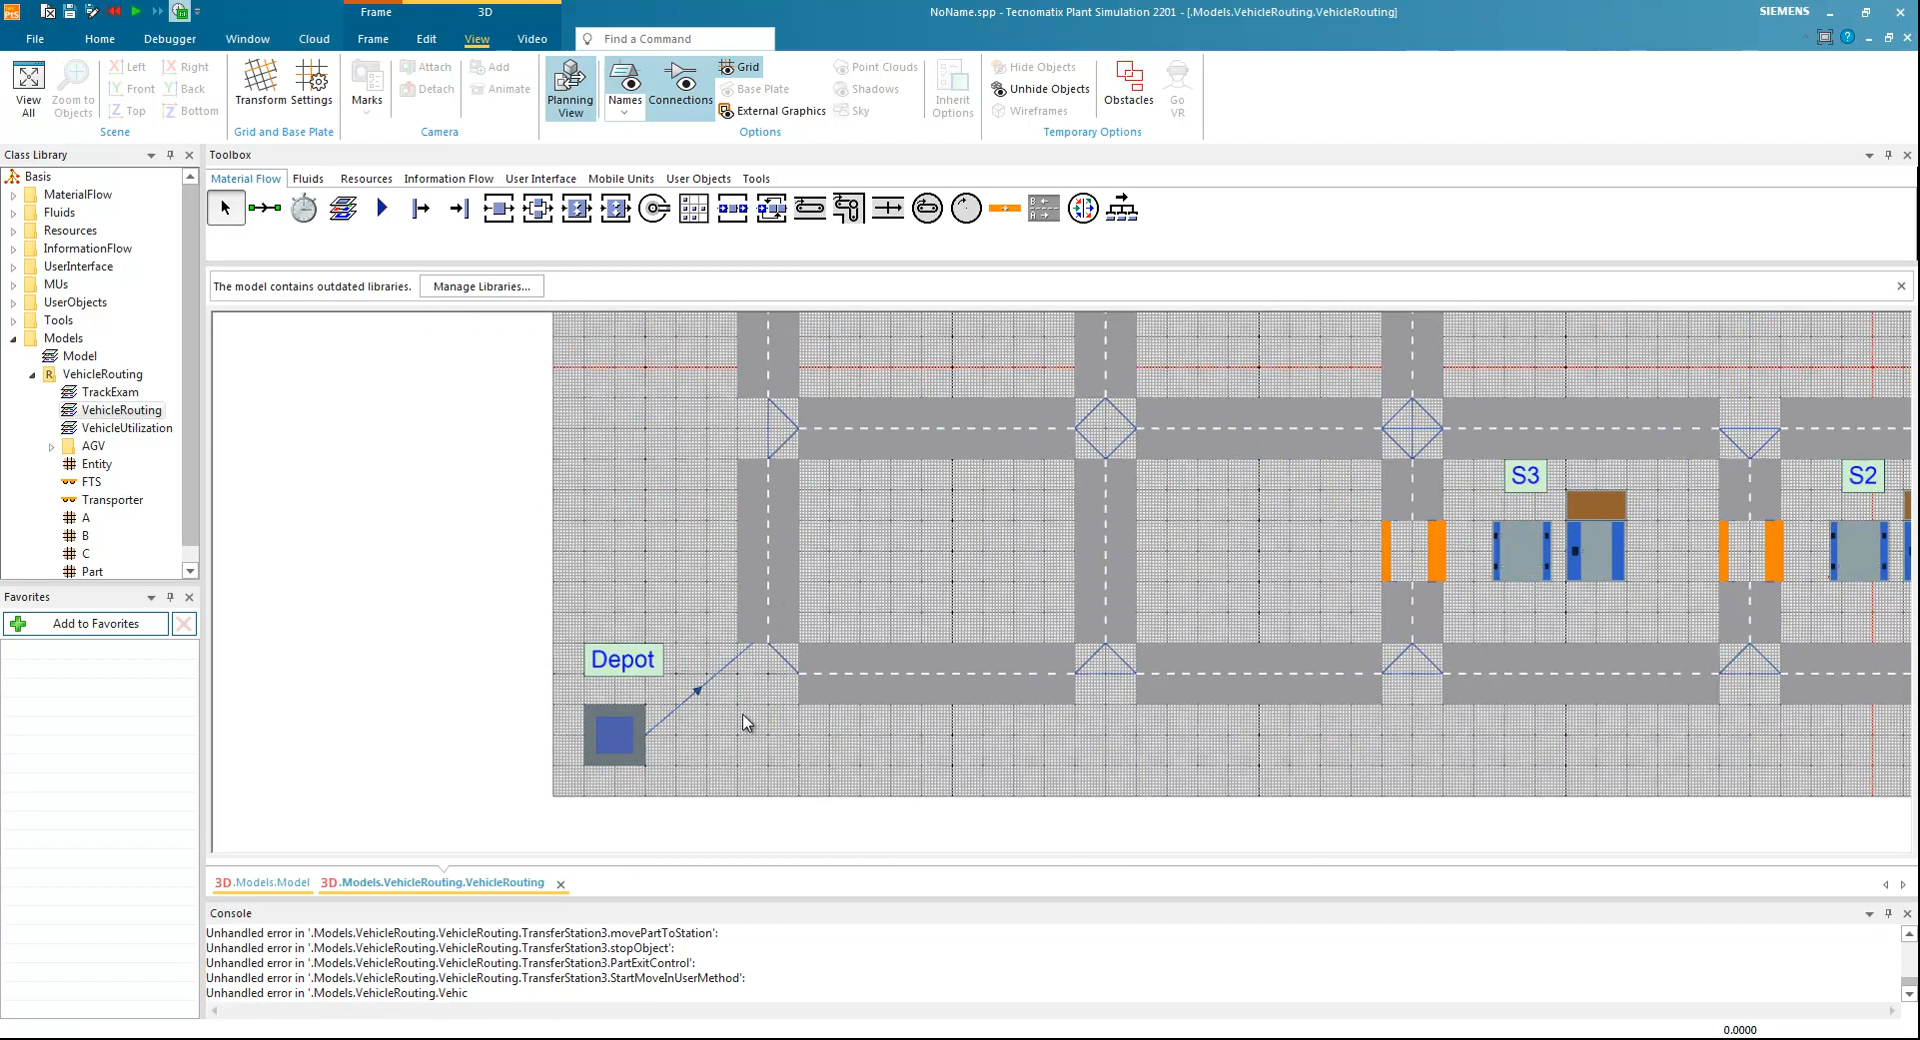 Frame 3D
NoName.spp - Tecnomatix Plant Simulation 2201 - [.Models.VehicleRouting.VehicleRouting]
SIEMENS
File Home Debugger Window Cloud Frame Edit View Video Find a Command
View All
Zoom to Objects
Left Right
Front Back
Top Bottom
Scene
Transform Settings
Grid and Base Plate
Marks
Attach
Detach
Add
Animate
Camera
Planning View
Names
Connections
Grid
Base Plate
External Graphics
Point Clouds
Shadows
Sky
Options
Inherit Options
Hide Objects
Unhide Objects
Wireframes
Obstacles
Go VR
Temporary Options
Class Library
Basis
MaterialFlow
Fluids
Resources
InformationFlow
UserInterface
MUs
UserObjects
Tools
Models
Model
R VehicleRouting
TrackExam
VehicleRouting
VehicleUtilization
AGV
Entity
FTS
Transporter
A
B
C
Part
Favorites
Add to Favorites
Toolbox
Material Flow Fluids Resources Information Flow User Interface Mobile Units User Objects Tools
The model contains outdated libraries. Manage Libraries...
S3
S2
Depot
3D .Models.Model 3D .Models.VehicleRouting.VehicleRouting
Console
Unhandled error in '.Models.VehicleRouting.VehicleRouting.TransferStation3.movePartToStation':
Unhandled error in '.Models.VehicleRouting.VehicleRouting.TransferStation3.stopObject':
Unhandled error in '.Models.VehicleRouting.VehicleRouting.TransferStation3.PartExitControl':
Unhandled error in '.Models.VehicleRouting.VehicleRouting.TransferStation3.StartMoveInUserMethod':
Unhandled error in '.Models.VehicleRouting.Vehic
0.0000